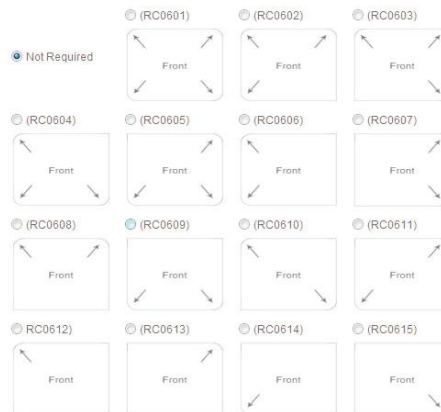 (RC0601) (RC0602) (RC0603)
Not Required Front Front Front
(RC0604) (RC0605) (RC0606) (RC0607)
Front Front Front Front
(RC0608) (RC0609) (RC0610) (RC0611)
Front Front Front Front
RC0612) (RC0613) (RC0614) (RC0615)
Front Front Front Front